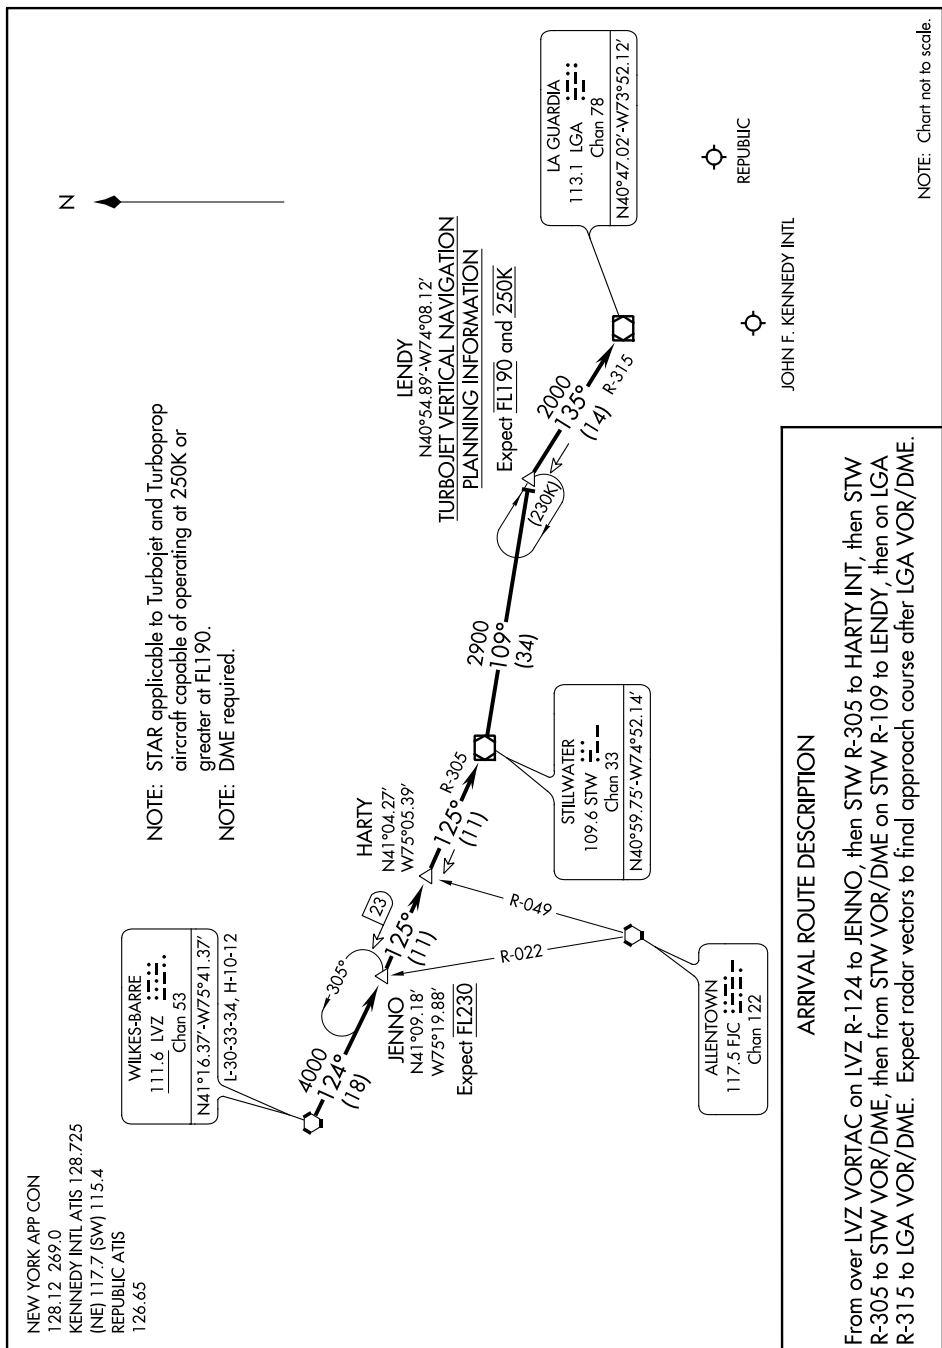 NEW YORK APP CON
128.12 269.0
KENNEDY INTL ATIS 128.725
(NE) 117.7 (SW) 115.4
REPUBLIC ATIS
126.65
WILKES-BARRE
111.6 LVZ
Chan 53
N41°16.37'-W75°41.37'
L-30-33-34, H-10-12
NOTE: STAR applicable to Turbojet and Turboprop
aircraft capable of operating at 250K or
greater at FL190.
NOTE: DME required.
N
4000
124°
(18)
305°
23
JENNO
N41°09.18'
W75°19.88'
Expect FL230
125°
(11)
HARTY
N41°04.27'
W75°05.39'
125°
(11)
R-305
R-049
R-022
ALLENTOWN
117.5 FJC
Chan 122
STILLWATER
109.6 STW
Chan 33
N40°59.75'-W74°52.14'
2900
109°
(34)
LENDY
N40°54.89'-W74°08.12'
TURBOJET VERTICAL NAVIGATION
PLANNING INFORMATION
Expect FL190 and 250K
(230K)
2000
135°
(14)
R-315
LA GUARDIA
113.1 LGA
Chan 78
N40°47.02'-W73°52.12'
REPUBLIC
JOHN F. KENNEDY INTL
NOTE: Chart not to scale.
ARRIVAL ROUTE DESCRIPTION
From over LVZ VORTAC on LVZ R-124 to JENNO, then STW R-305 to HARTY INT, then STW
R-305 to STW VOR/DME, then from STW VOR/DME on STW R-109 to LENDY, then on LGA
R-315 to LGA VOR/DME. Expect radar vectors to final approach course after LGA VOR/DME.